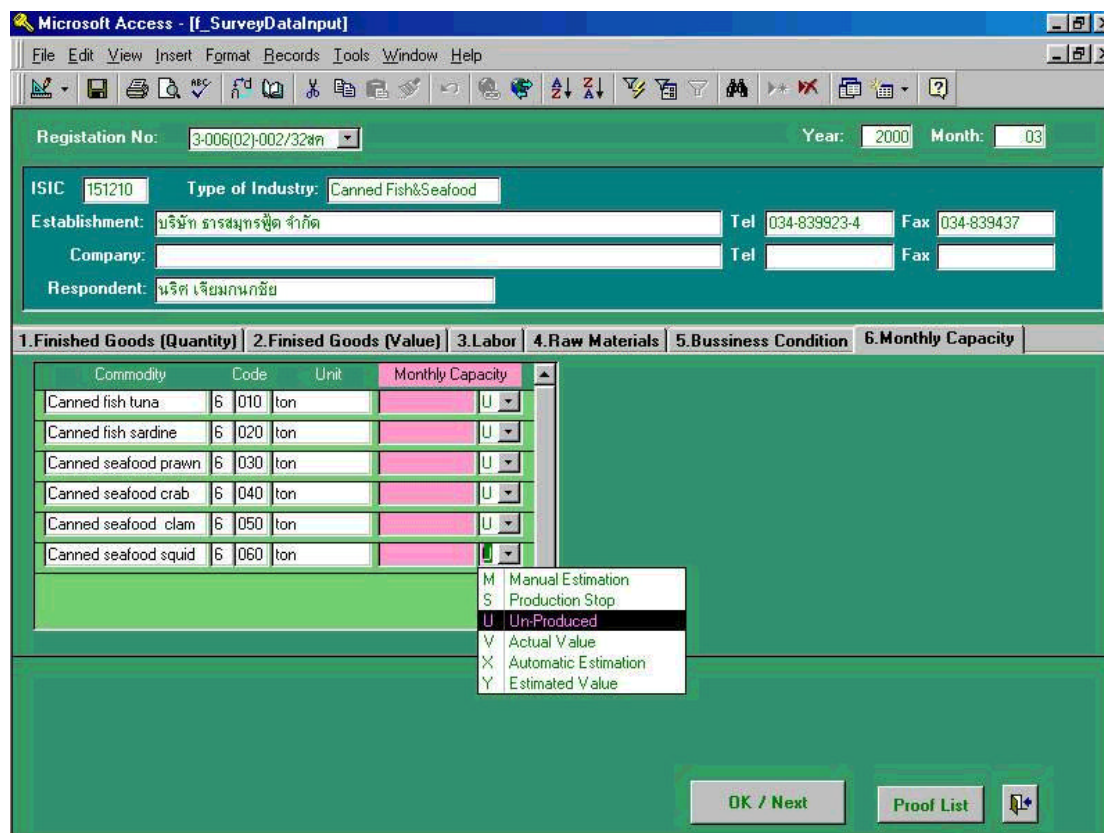 Microsoft Access - [f_SurveyDataInput]
File Edit View Insert Format Records Tools Window Help
Registation No: 3-006(02)-002/32สค Year: 2000 Month: 03
ISIC 151210 Type of Industry: Canned Fish&Seafood
Establishment: บริษัท ธารสมุทรฟู้ด จำกัด Tel 034-839923-4 Fax 034-839437
Company: Tel Fax
Respondent: นริศ เจียมกนกชัย
1.Finished Goods (Quantity) 2.Finised Goods (Value) 3.Labor 4.Raw Materials 5.Bussiness Condition 6.Monthly Capacity
Commodity Code Unit Monthly Capacity
Canned fish tuna 6 010 ton U
Canned fish sardine 6 020 ton U
Canned seafood prawn 6 030 ton U
Canned seafood crab 6 040 ton U
Canned seafood clam 6 050 ton U
Canned seafood squid 6 060 ton U
M Manual Estimation
S Production Stop
U Un-Produced
V Actual Value
X Automatic Estimation
Y Estimated Value
OK / Next Proof List